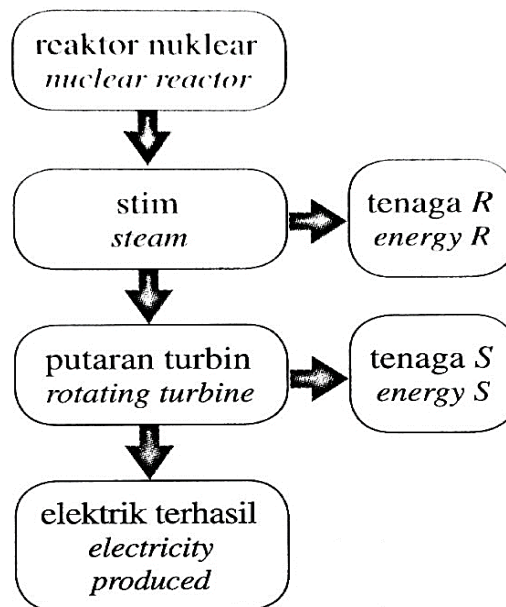 reaktor nuklear
nuclear reactor
stim
steam
tenaga R
energy R
putaran turbin
rotating turbine
tenaga S
energy S
elektrik terhasil
electricity
produced